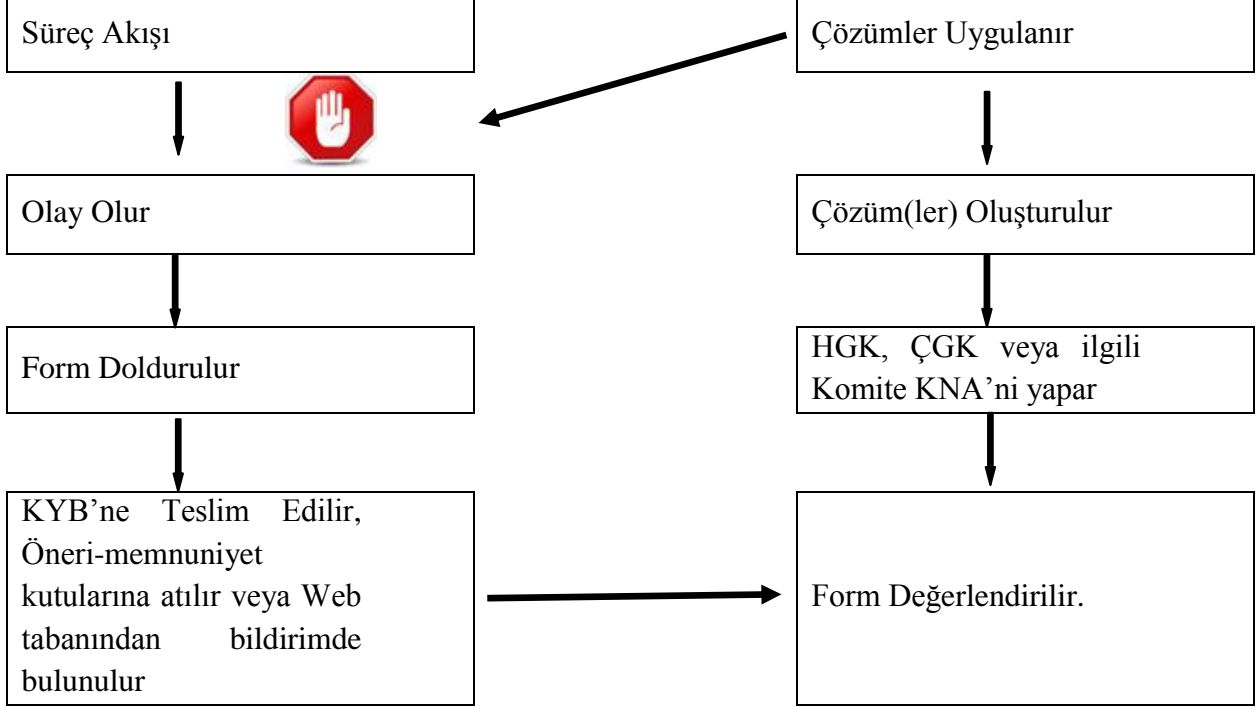 Süreç Akışı
Olay Olur
Form Doldurulur
KYB’ne Teslim Edilir,
Öneri-memnuniyet
kutularına atılır veya Web
tabanından bildirimde
bulunulur
Çözümler Uygulanır
Çözüm(ler) Oluşturulur
HGK, ÇGK veya ilgili
Komite KNA’ni yapar
Form Değerlendirilir.